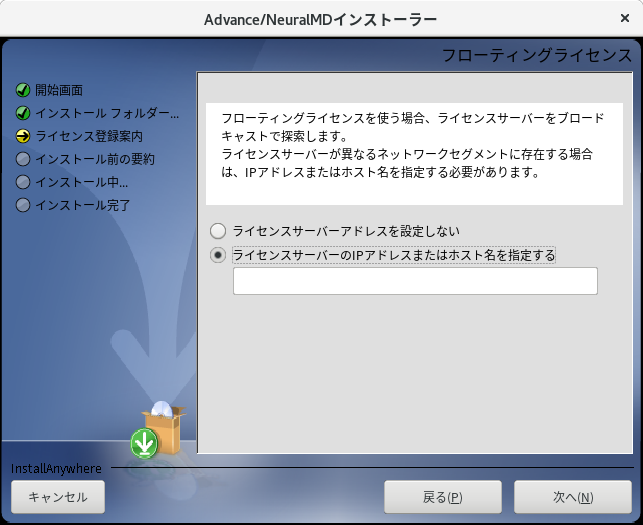 Advance/NeuralMDインストーラー
フローティングライセンス
開始画面
インストール フォルダー...
ライセンス登録案内
インストール前の要約
インストール中...
インストール完了
フローティングライセンスを使う場合、ライセンスサーバーをブロード
キャストで探索します。
ライセンスサーバーが異なるネットワークセグメントに存在する場合
は、IPアドレスまたはホスト名を指定する必要があります。
ライセンスサーバーアドレスを設定しない
ライセンスサーバーのIPアドレスまたはホスト名を指定する
InstallAnywhere
キャンセル
戻る(P)
次へ(N)